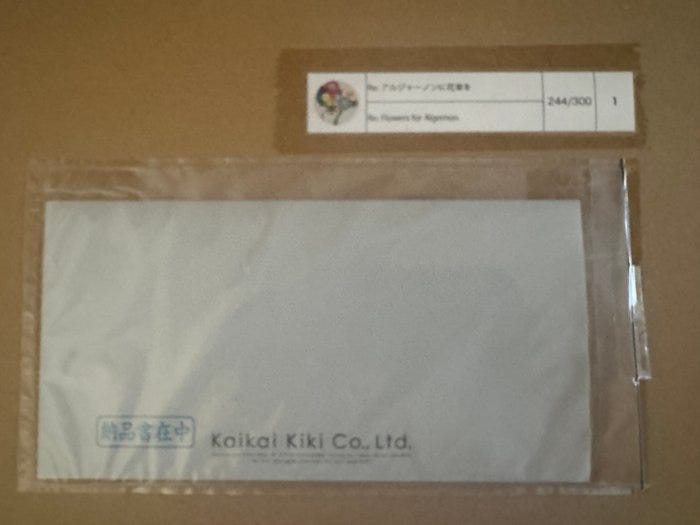 Re: アルジャーノンに花束を
244/300
1
Re: Flowers for Algernon.
納品書在中
Kaikai Kiki Co., Ltd.